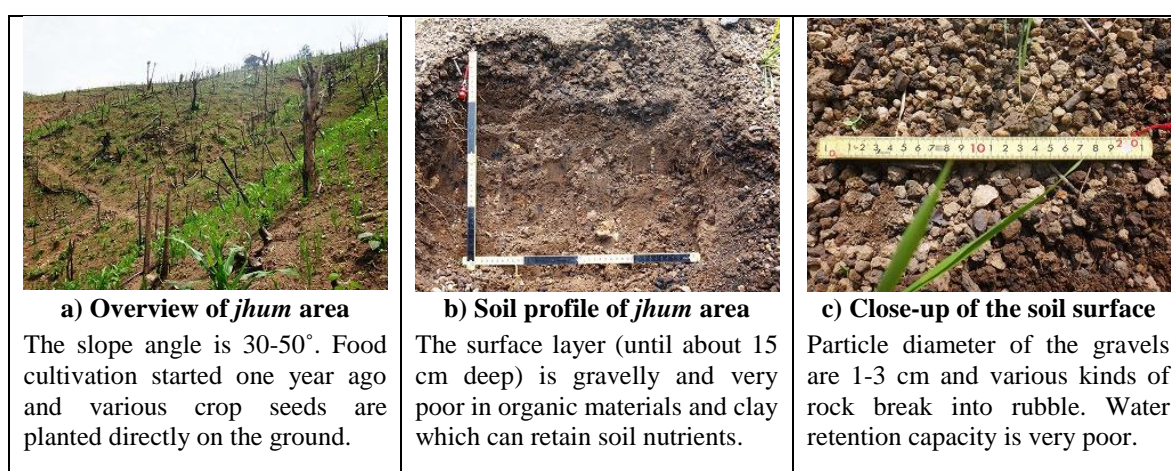 a) Overview of jhum area
The slope angle is 30-50˚. Food
cultivation started one year ago
and various crop seeds are
planted directly on the ground.
b) Soil profile of jhum area
The surface layer (until about 15
cm deep) is gravelly and very
poor in organic materials and clay
which can retain soil nutrients.
c) Close-up of the soil surface
Particle diameter of the gravels
are 1-3 cm and various kinds of
rock break into rubble. Water
retention capacity is very poor.